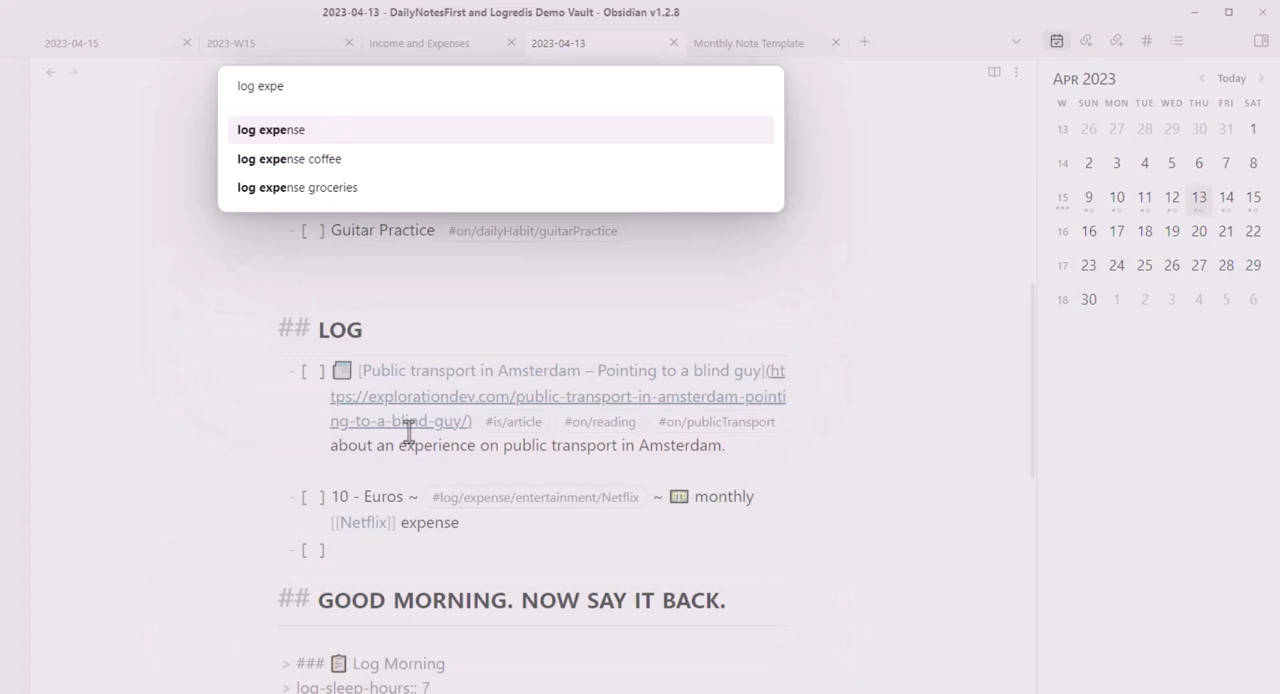 2023-04-13 - DailyNotesFirst and Logredis Demo Vault - Obsidian v1.2.8
2023-04-15
2023-W15
Income and Expenses
2023-04-13
Monthly Note Template
log expe
log expense
log expense coffee
log expense groceries
- [ ] Guitar Practice #on/dailyHabit/guitarPractice
## LOG
- [ ] 📰 [Public transport in Amsterdam – Pointing to a blind guy](ht
tps://explorationdev.com/public-transport-in-amsterdam-pointi
ng-to-a-blind-guy/) #is/article #on/reading #on/publicTransport
about an experience on public transport in Amsterdam.
- [ ] 10 - Euros ~ #log/expense/entertainment/Netflix ~ 💵 monthly
[[Netflix]] expense
- [ ]
## GOOD MORNING. NOW SAY IT BACK.
> ### 📋 Log Morning
> log-sleep-hours:: 7
APR 2023
Today
W SUN MON TUE WED THU FRI SAT
13 26 27 28 29 30 31 1
14 2 3 4 5 6 7 8
15 9 10 11 12 13 14 15
16 16 17 18 19 20 21 22
17 23 24 25 26 27 28 29
18 30 1 2 3 4 5 6